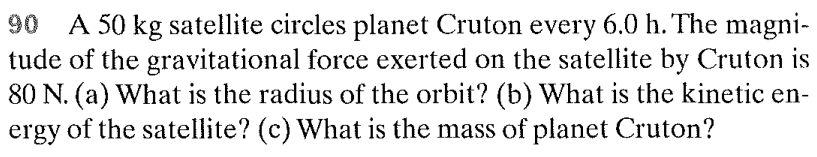 90 A 50 kg satellite circles planet Cruton every 6.0 h. The magni-
tude of the gravitational force exerted on the satellite by Cruton is
80 N. (a) What is the radius of the orbit? (b) What is the kinetic en-
ergy of the satellite? (c) What is the mass of planet Cruton?